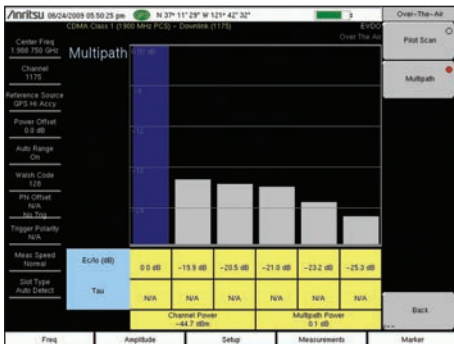 Anritsu 06/24/2009 05:50:25 pm N 37° 11' 29" W 121° 42' 32"
CDMA Class 1 (1900 MHz PCS) - Downlink (1175) EVDO
Over The Air
Multipath
Center Freq
1.988 750 GHz
Channel
1175
Reference Source
GPS Hi Accy
Power Offset
0.0 dB
Auto Range
On
Walsh Code
128
PN Offset
N/A
No Trig
Trigger Polarity
N/A
Meas Speed
Normal
Slot Type
Auto Detect
Ec/Io (dB) 0.0 dB -19.9 dB -20.5 dB -21.0 dB -23.2 dB -25.3 dB
Tau N/A N/A N/A N/A N/A N/A
Channel Power Multipath Power
-44.7 dBm 0.1 dB
Over-The-Air
Pilot Scan
Multipath
Back
Freq Amplitude Setup Measurements Marker